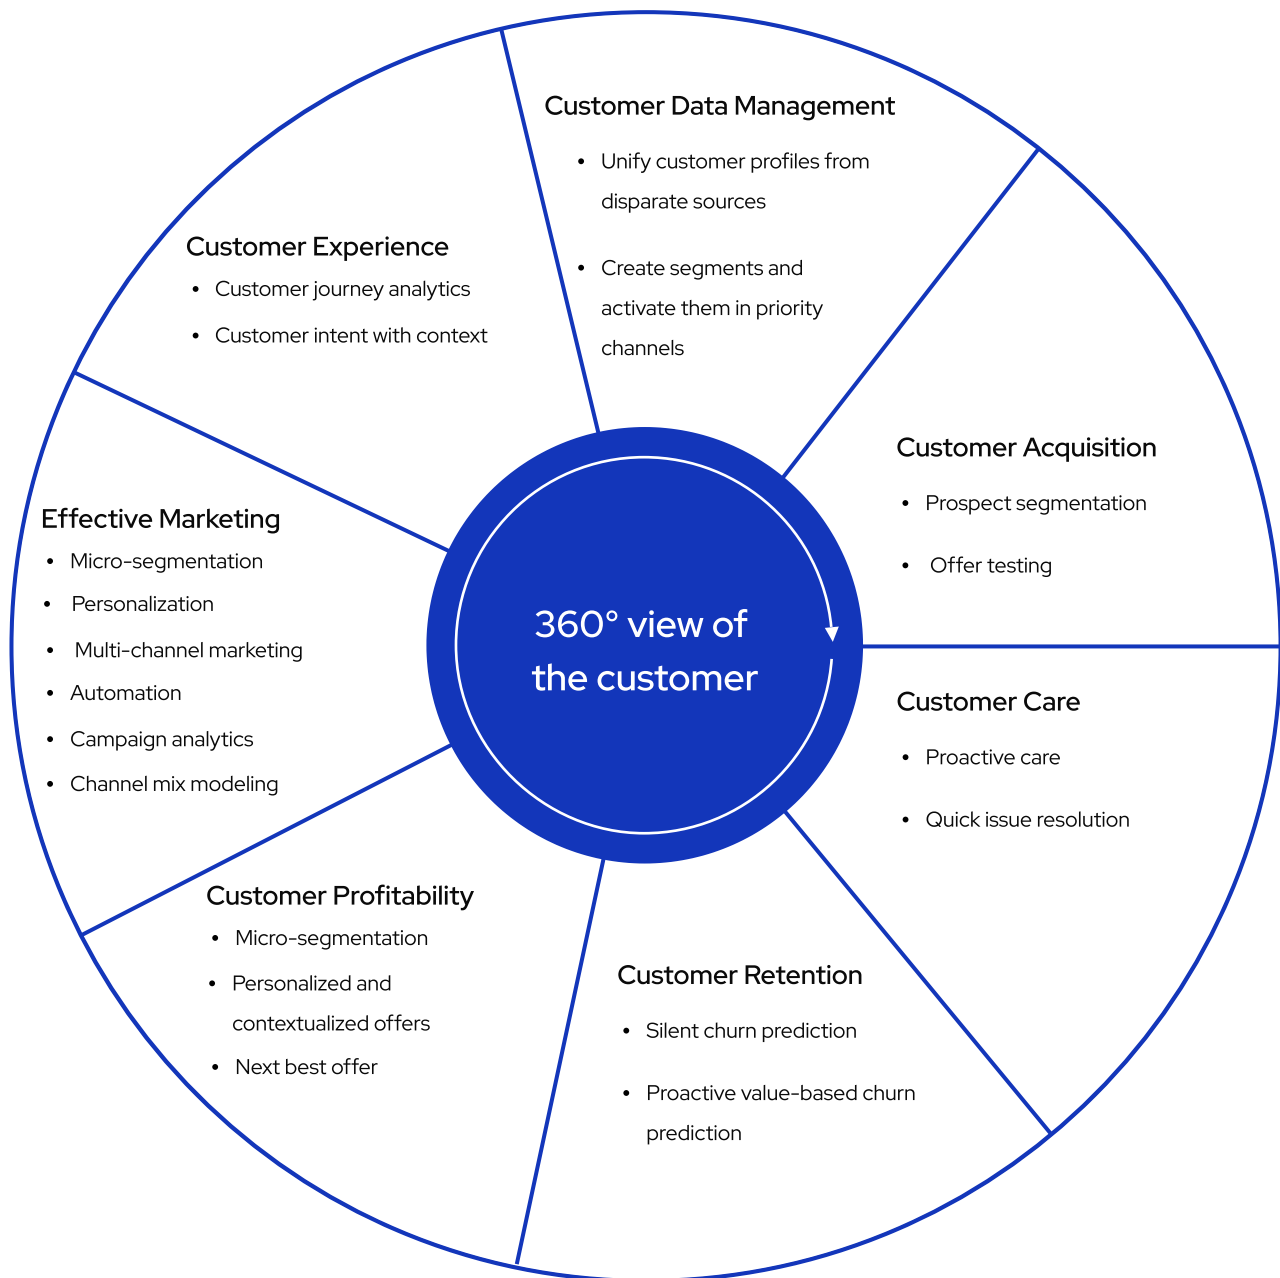 Customer Data Management
• Unify customer profiles from
disparate sources
• Create segments and
activate them in priority
channels
Customer Acquisition
• Prospect segmentation
• Offer testing
Customer Care
• Proactive care
• Quick issue resolution
Customer Retention
• Silent churn prediction
• Proactive value-based churn
prediction
Customer Profitability
• Micro-segmentation
• Personalized and
contextualized offers
• Next best offer
Effective Marketing
• Micro-segmentation
• Personalization
• Multi-channel marketing
• Automation
• Campaign analytics
• Channel mix modeling
Customer Experience
• Customer journey analytics
• Customer intent with context
360° view of
the customer